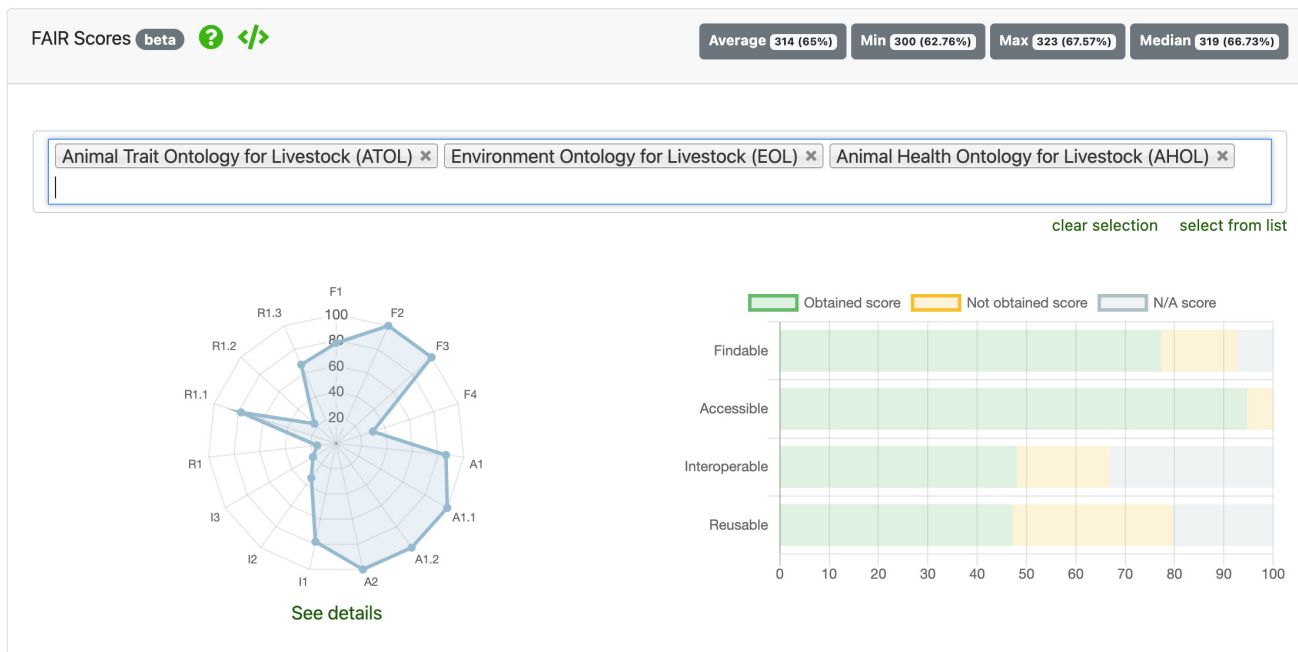 FAIR Scores beta ? </>
Average 314 (65%) Min 300 (62.76%) Max 323 (67.57%) Median 319 (66.73%)
Animal Trait Ontology for Livestock (ATOL) × Environment Ontology for Livestock (EOL) × Animal Health Ontology for Livestock (AHOL) ×
clear selection select from list
F1
R1.3 100 F2
80
R1.2 F3
60
R1.1 40 F4
20
R1 A1
I3 A1.1
I2 A1.2
I1 A2
See details
Obtained score Not obtained score N/A score
Findable
Accessible
Interoperable
Reusable
0 10 20 30 40 50 60 70 80 90 100